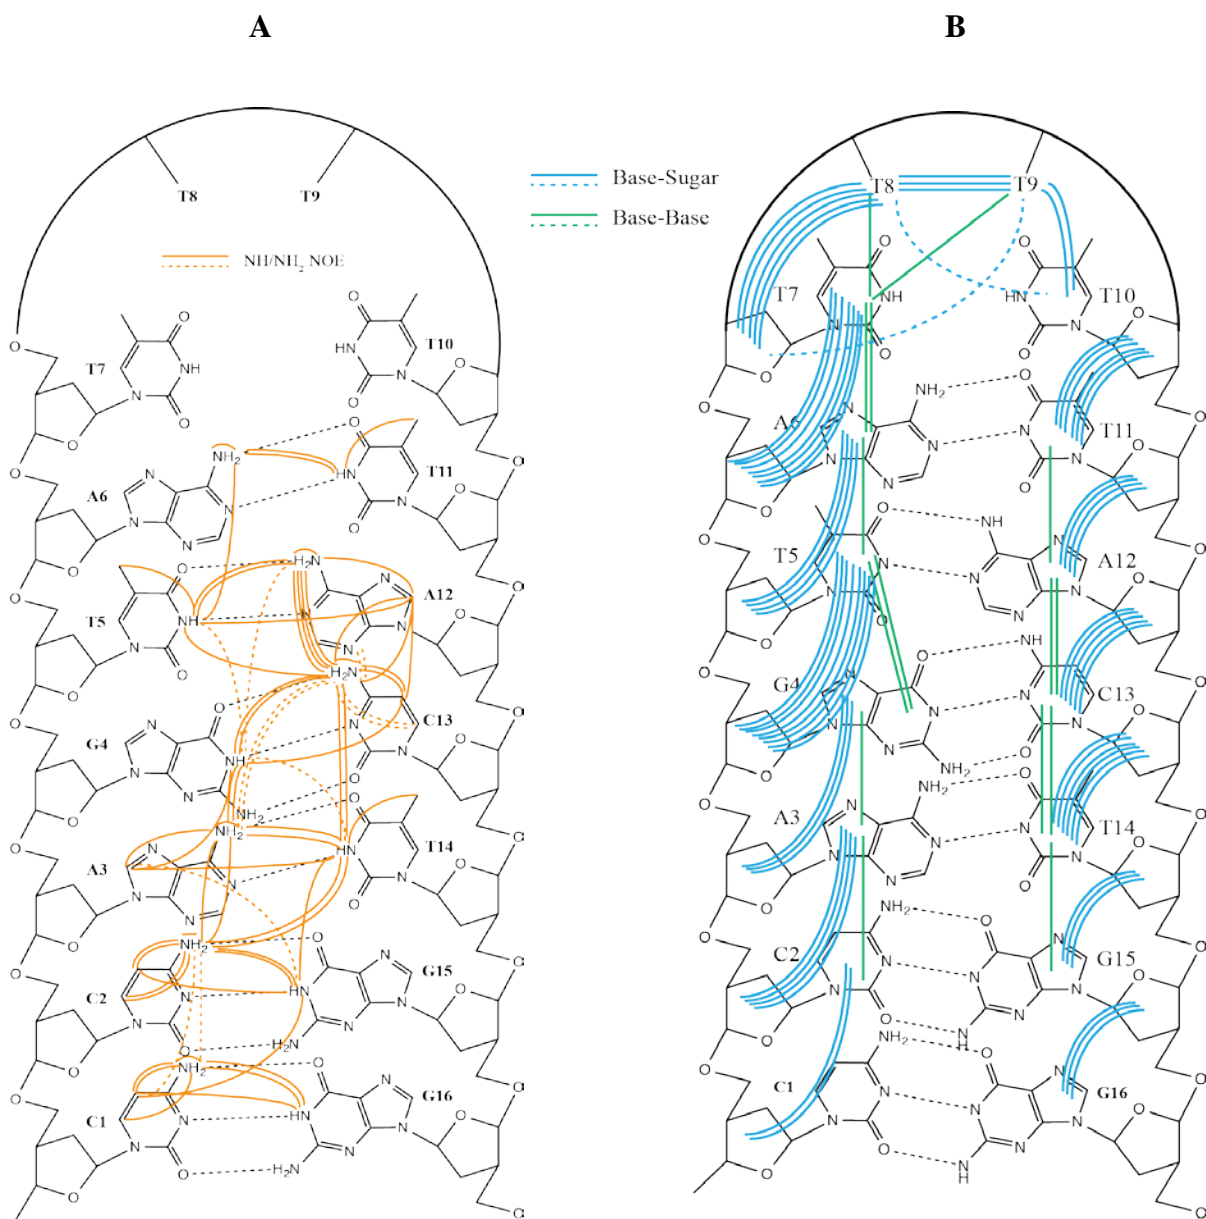 A
B
T8 T9
NH/NH2 NOE
Base-Sugar
Base-Base
T8 T9
T7
T10
A6
T11
T5
A12
G4
C13
A3
T14
C2
G15
C1
G16
T7
T10
A6
T11
T5
A12
G4
C13
A3
T14
C2
G15
C1
G16